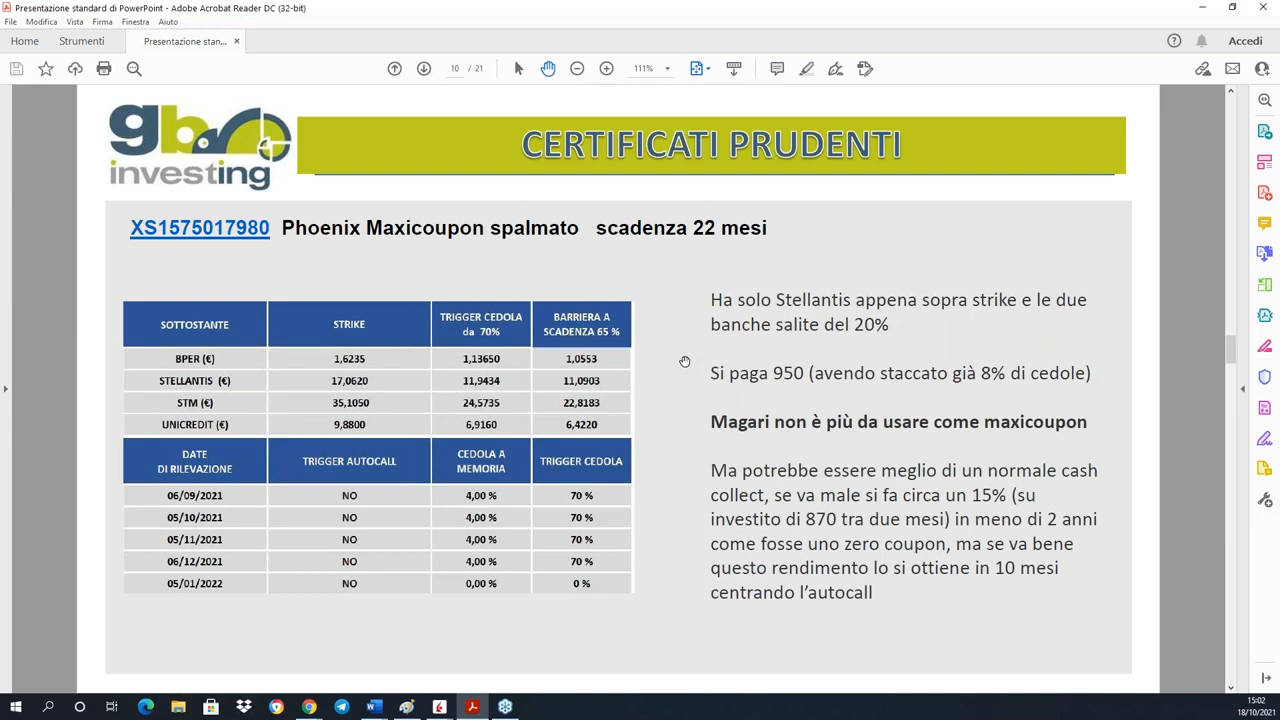 Presentazione standard di PowerPoint - Adobe Acrobat Reader DC (32-bit)
File Modifica Vista Firma Finestra Aiuto
Home Strumenti Presentazione stan... × Accedi
10 / 21 111%
gb
investing
CERTIFICATI PRUDENTI
XS1575017980 Phoenix Maxicoupon spalmato scadenza 22 mesi
SOTTOSTANTE STRIKE TRIGGER CEDOLA da 70% BARRIERA A SCADENZA 65 %
BPER (€) 1,6235 1,13650 1,0553
STELLANTIS (€) 17,0620 11,9434 11,0903
STM (€) 35,1050 24,5735 22,8183
UNICREDIT (€) 9,8800 6,9160 6,4220
DATE DI RILEVAZIONE TRIGGER AUTOCALL CEDOLA A MEMORIA TRIGGER CEDOLA
06/09/2021 NO 4,00 % 70 %
05/10/2021 NO 4,00 % 70 %
05/11/2021 NO 4,00 % 70 %
06/12/2021 NO 4,00 % 70 %
05/01/2022 NO 0,00 % 0 %
Ha solo Stellantis appena sopra strike e le due
banche salite del 20%
Si paga 950 (avendo staccato già 8% di cedole)
Magari non è più da usare come maxicoupon
Ma potrebbe essere meglio di un normale cash
collect, se va male si fa circa un 15% (su
investito di 870 tra due mesi) in meno di 2 anni
come fosse uno zero coupon, ma se va bene
questo rendimento lo si ottiene in 10 mesi
centrando l'autocall
15:02
18/10/2021